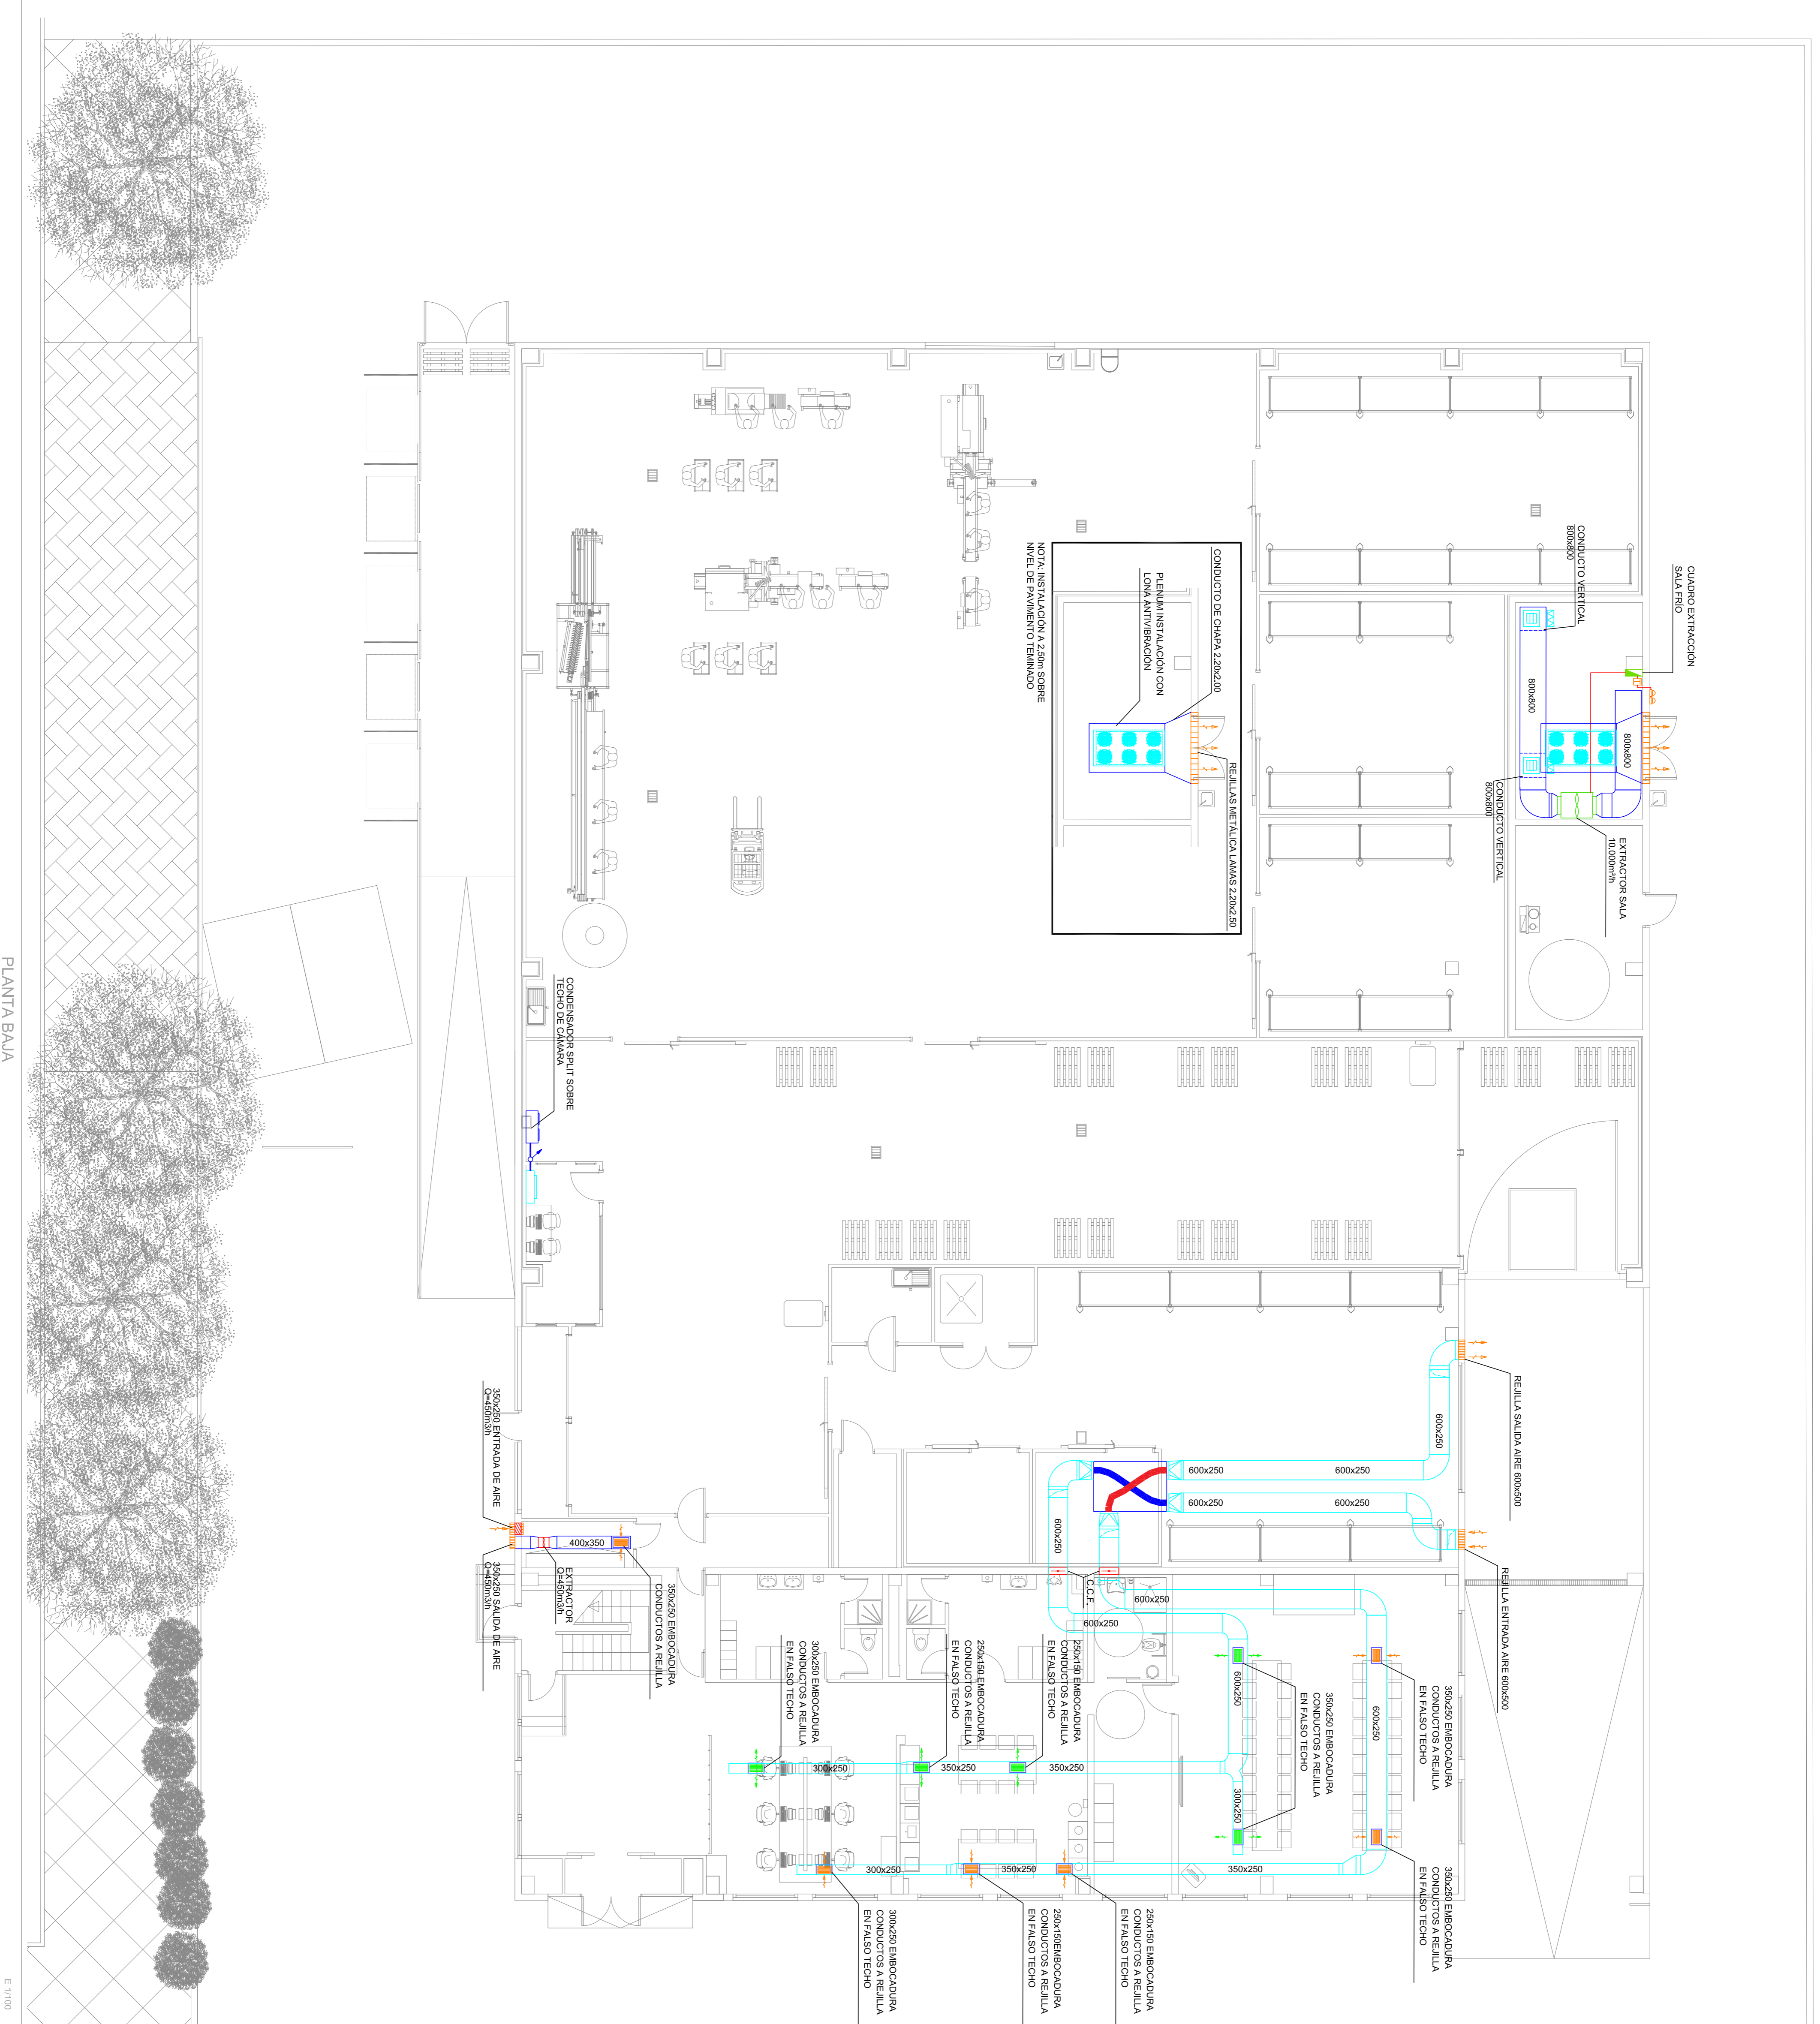 CUADRO EXTRACCIÓN
SALA FRÍO
CONDUCTO VERTICAL
800x800
800x800
800x800
CONDUCTO VERTICAL
800x800
EXTRACTOR SALA
10.000m³/h
CONDUCTO DE CHAPA 2.20x2.00
PLENUM INSTALACIÓN CON
LONA ANTIVIBRACIÓN
REJILLAS METÁLICA LAMAS 2.20x2.50
NOTA: INSTALACIÓN A 2,50m SOBRE
NIVEL DE PAVIMENTO TEMINADO
CONDENSADOR SPLIT SOBRE
TECHO DE CÁMARA
REJILLA SALIDA AIRE 600x500
600x250
600x250
600x250
600x250
600x250
REJILLA ENTRADA AIRE 600x500
600x250
C.C.F.
600x250
600x250
350x250 ENTRADA DE AIRE
Q=450m3/h
400x350
350x250 SALIDA DE AIRE
Q=450m3/h
EXTRACTOR
Q=450m3/h
350x250 EMBOCADURA
CONDUCTOS A REJILLA
300x250 EMBOCADURA
CONDUCTOS A REJILLA
EN FALSO TECHO
250x150 EMBOCADURA
CONDUCTOS A REJILLA
EN FALSO TECHO
250x150 EMBOCADURA
CONDUCTOS A REJILLA
EN FALSO TECHO
350x250 EMBOCADURA
CONDUCTOS A REJILLA
EN FALSO TECHO
350x250 EMBOCADURA
CONDUCTOS A REJILLA
EN FALSO TECHO
600x250
600x250
300x250
350x250
350x250
300x250
350x250 EMBOCADURA
CONDUCTOS A REJILLA
EN FALSO TECHO
300x250
350x250
350x250
300x250 EMBOCADURA
CONDUCTOS A REJILLA
EN FALSO TECHO
250x150EMBOCADURA
CONDUCTOS A REJILLA
EN FALSO TECHO
250x150 EMBOCADURA
CONDUCTOS A REJILLA
EN FALSO TECHO
PLANTA BAJA
E 1/100